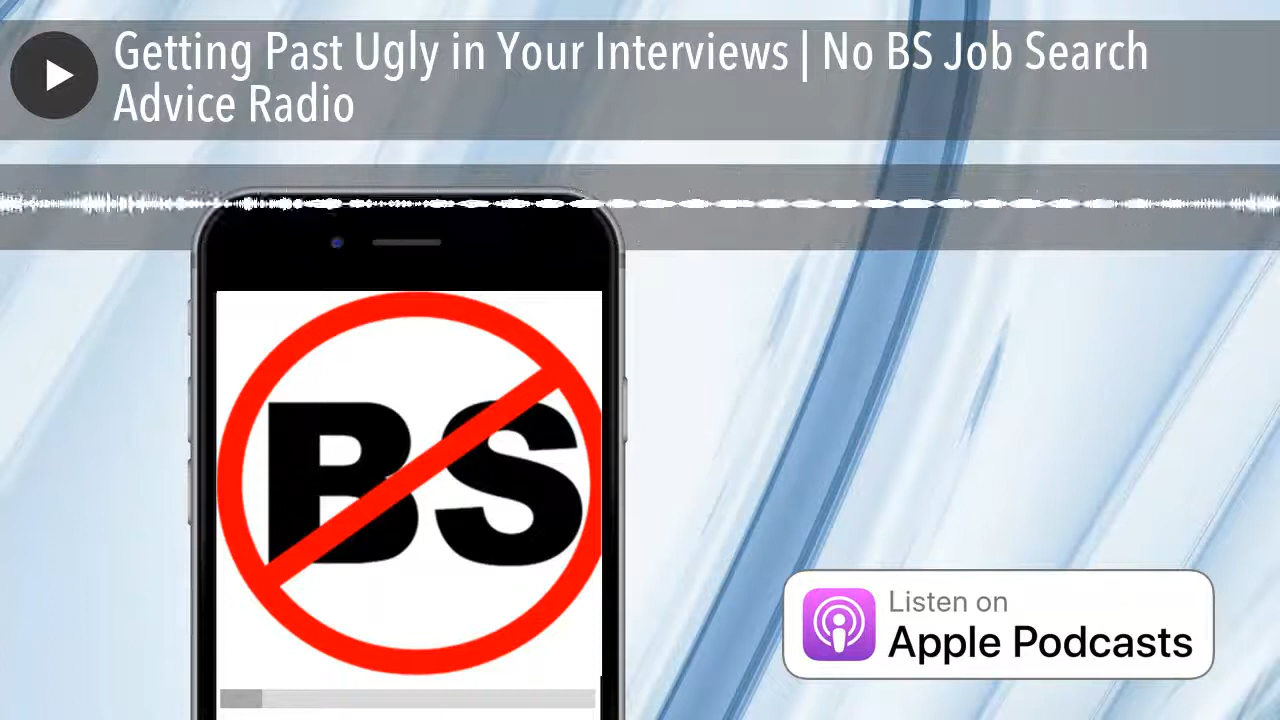 Getting Past Ugly in Your Interviews | No BS Job Search
Advice Radio
BS
Listen on
Apple Podcasts